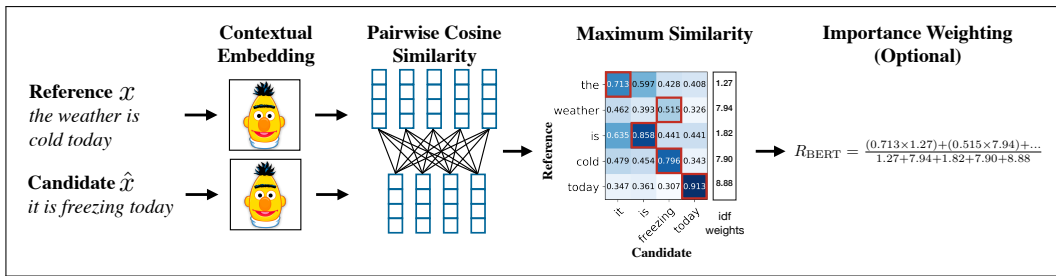 Contextual
Embedding
Pairwise Cosine
Similarity
Maximum Similarity
Importance Weighting
(Optional)
Reference x
the weather is
cold today
Candidate x̂
it is freezing today
Reference
the 0.713 0.597 0.428 0.408 1.27
weather 0.462 0.393 0.515 0.326 7.94
is 0.635 0.858 0.441 0.441 1.82
cold 0.479 0.454 0.796 0.343 7.90
today 0.347 0.361 0.307 0.913 8.88
it is freezing today
idf
weights
Candidate
R_BERT = (0.713×1.27)+(0.515×7.94)+... / 1.27+7.94+1.82+7.90+8.88